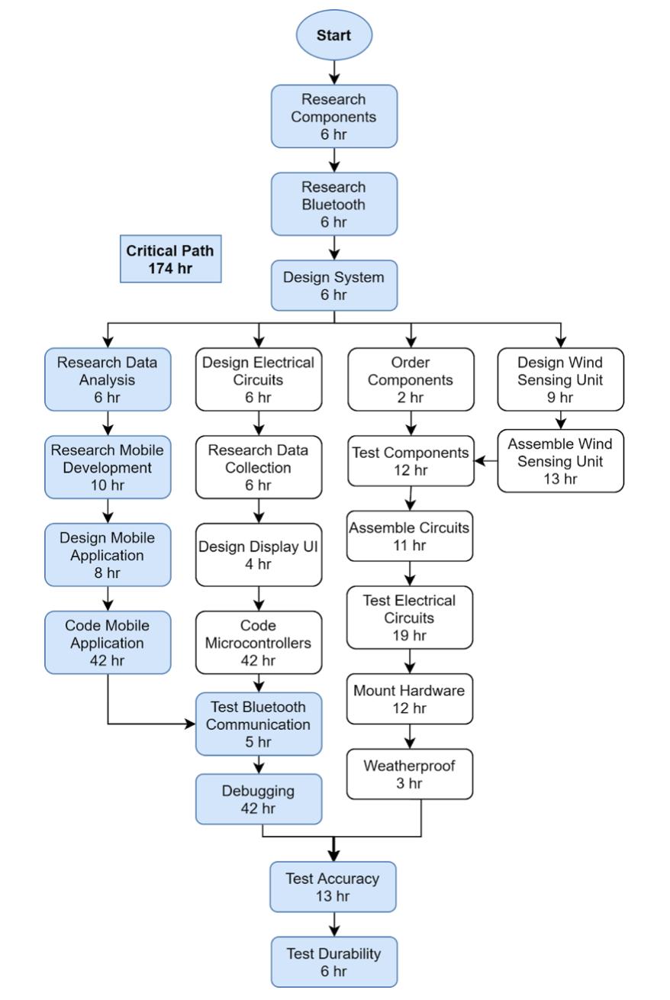 Start
Research
Components
6 hr
Research
Bluetooth
6 hr
Critical Path
174 hr
Design System
6 hr
Research Data
Analysis
6 hr
Design Electrical
Circuits
6 hr
Order
Components
2 hr
Design Wind
Sensing Unit
9 hr
Research Mobile
Development
10 hr
Research Data
Collection
6 hr
Test Components
12 hr
Assemble Wind
Sensing Unit
13 hr
Design Mobile
Application
8 hr
Design Display UI
4 hr
Assemble Circuits
11 hr
Code Mobile
Application
42 hr
Code
Microcontrollers
42 hr
Test Electrical
Circuits
19 hr
Test Bluetooth
Communication
5 hr
Mount Hardware
12 hr
Debugging
42 hr
Weatherproof
3 hr
Test Accuracy
13 hr
Test Durability
6 hr